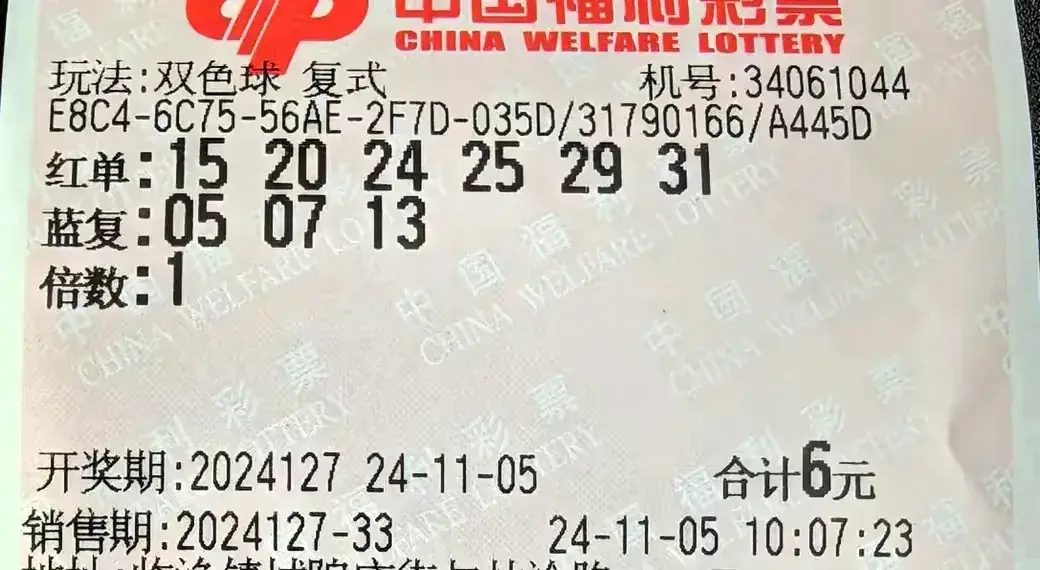 中国福利彩票
CHINA WELFARE LOTTERY
玩法:双色球 复式 机号:34061044
E8C4-6C75-56AE-2F7D-035D/31790166/A445D
红单:15 20 24 25 29 31
蓝复:05 07 13
倍数:1
开奖期:2024127 24-11-05 合计6元
销售期:2024127-33 24-11-05 10:07:23